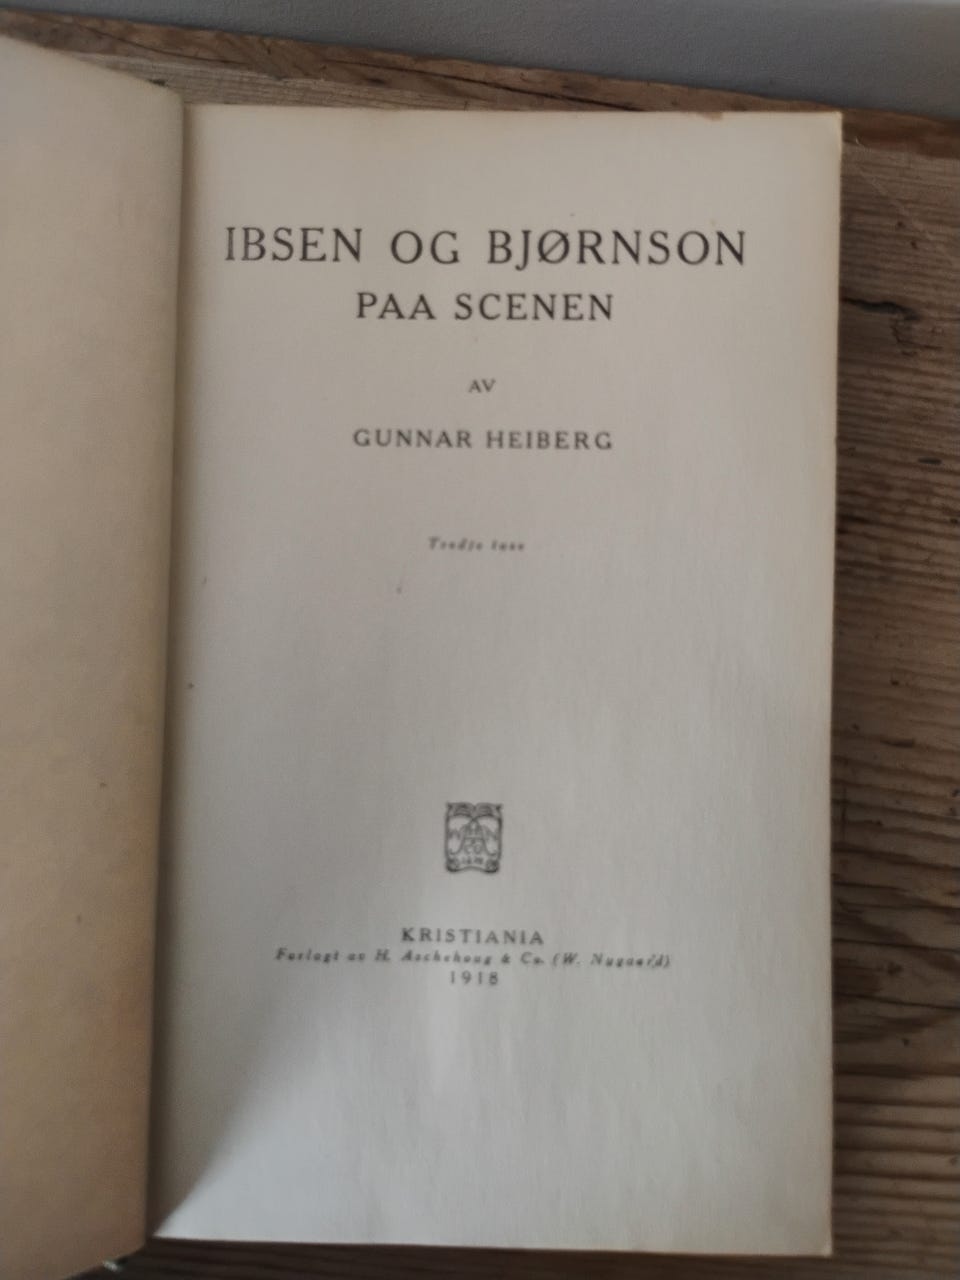 IBSEN OG BJØRNSON
PAA SCENEN
AV
GUNNAR HEIBERG
Tredje tusen
KRISTIANIA
Forlagt av H. Aschehoug & Co. (W. Nygaard)
1918